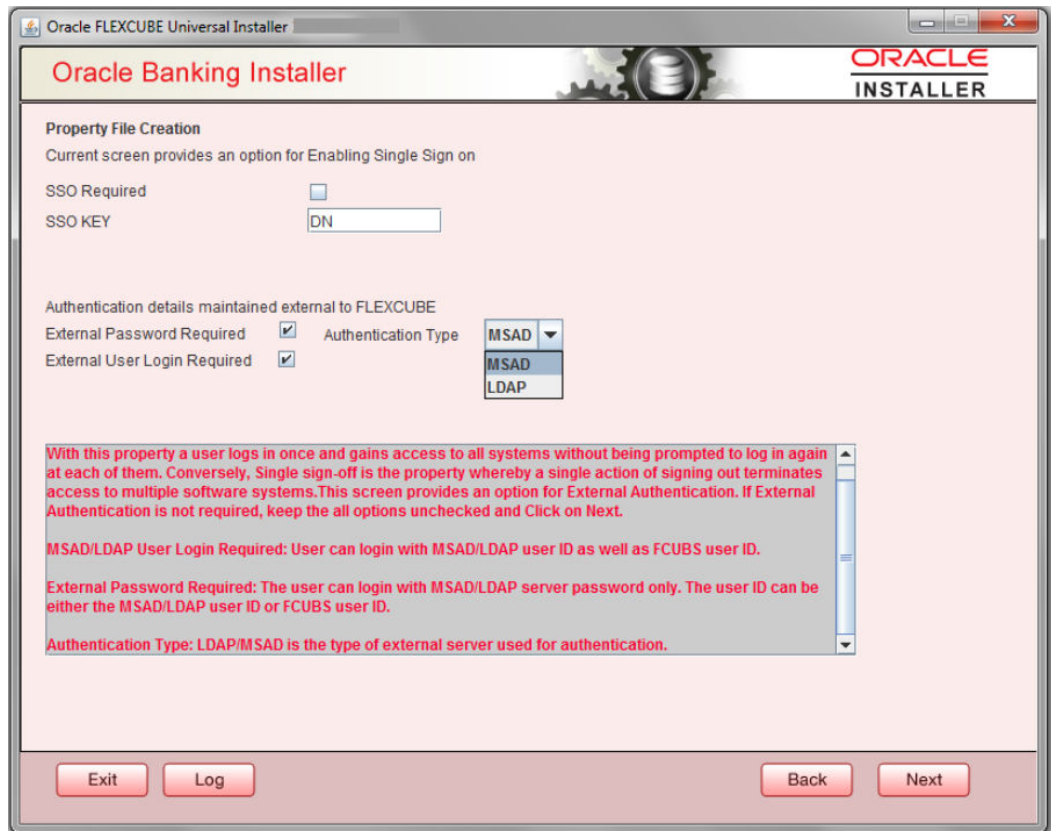 Oracle FLEXCUBE Universal Installer
Oracle Banking Installer
ORACLE
INSTALLER
Property File Creation
Current screen provides an option for Enabling Single Sign on
SSO Required
SSO KEY DN
Authentication details maintained external to FLEXCUBE
External Password Required Authentication Type MSAD
External User Login Required MSAD
LDAP
With this property a user logs in once and gains access to all systems without being prompted to log in again
at each of them. Conversely, Single sign-off is the property whereby a single action of signing out terminates
access to multiple software systems.This screen provides an option for External Authentication. If External
Authentication is not required, keep the all options unchecked and Click on Next.
MSAD/LDAP User Login Required: User can login with MSAD/LDAP user ID as well as FCUBS user ID.
External Password Required: The user can login with MSAD/LDAP server password only. The user ID can be
either the MSAD/LDAP user ID or FCUBS user ID.
Authentication Type: LDAP/MSAD is the type of external server used for authentication.
Exit Log Back Next